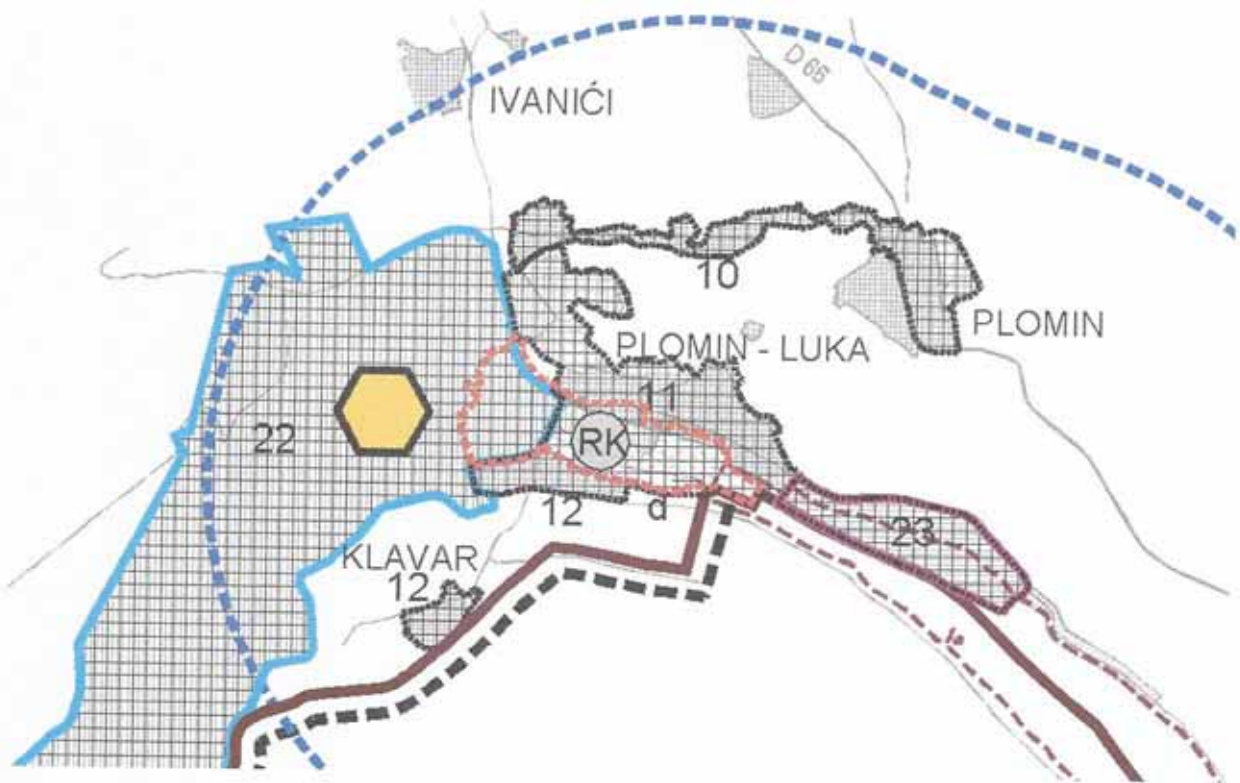 D 66
IVANIĆI
10
PLOMIN
PLOMIN - LUKA
11
22
RK
12
d
23
KLAVAR
12